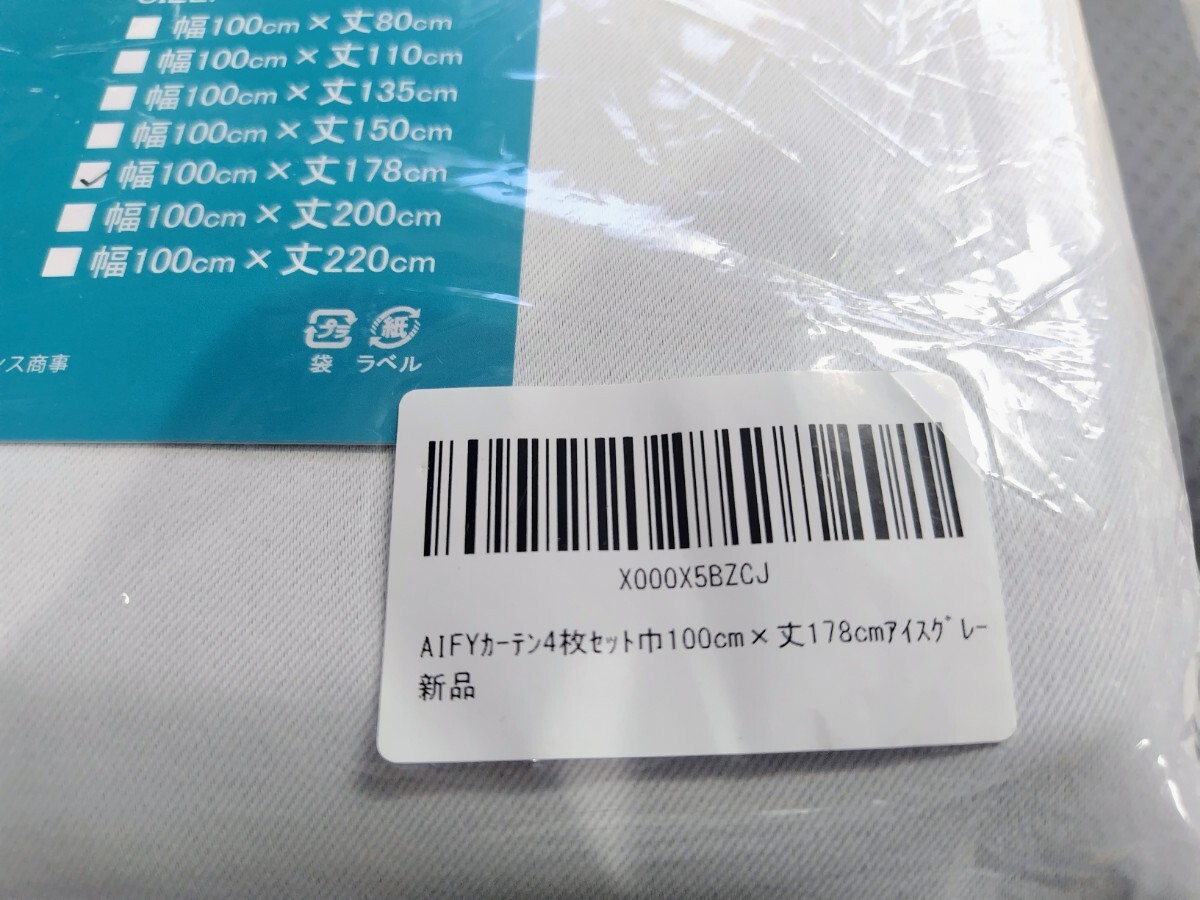 SIZE:
幅100cm×丈80cm
幅100cm×丈110cm
幅100cm×丈135cm
幅100cm×丈150cm
幅100cm×丈178cm
幅100cm×丈200cm
幅100cm×丈220cm
プラ 紙
袋 ラベル
ンス商事
X000X5BZCJ
AIFYカーテン4枚セット巾100cm×丈178cmアイスグレー
新品